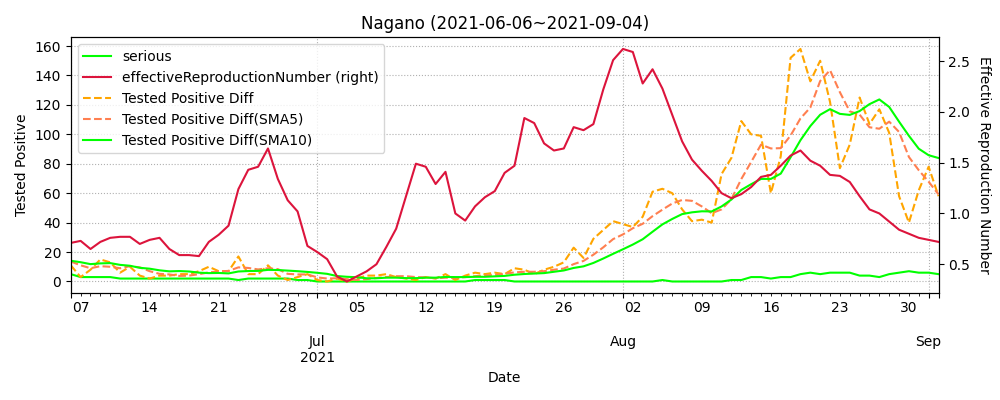 Nagano (2021-06-06~2021-09-04)
serious
effectiveReproductionNumber (right)
Tested Positive Diff
Tested Positive Diff(SMA5)
Tested Positive Diff(SMA10)
Tested Positive
160
140
120
100
80
60
40
20
0
2.5
2.0
1.5
1.0
0.5
Effective Reproduction Number
07 14 21 28 05 12 19 26 02 09 16 23 30
Jul Aug Sep
2021
Date